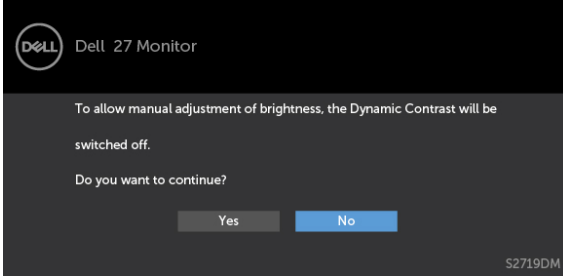 DELL
Dell 27 Monitor
To allow manual adjustment of brightness, the Dynamic Contrast will be
switched off.
Do you want to continue?
Yes
No
S2719DM